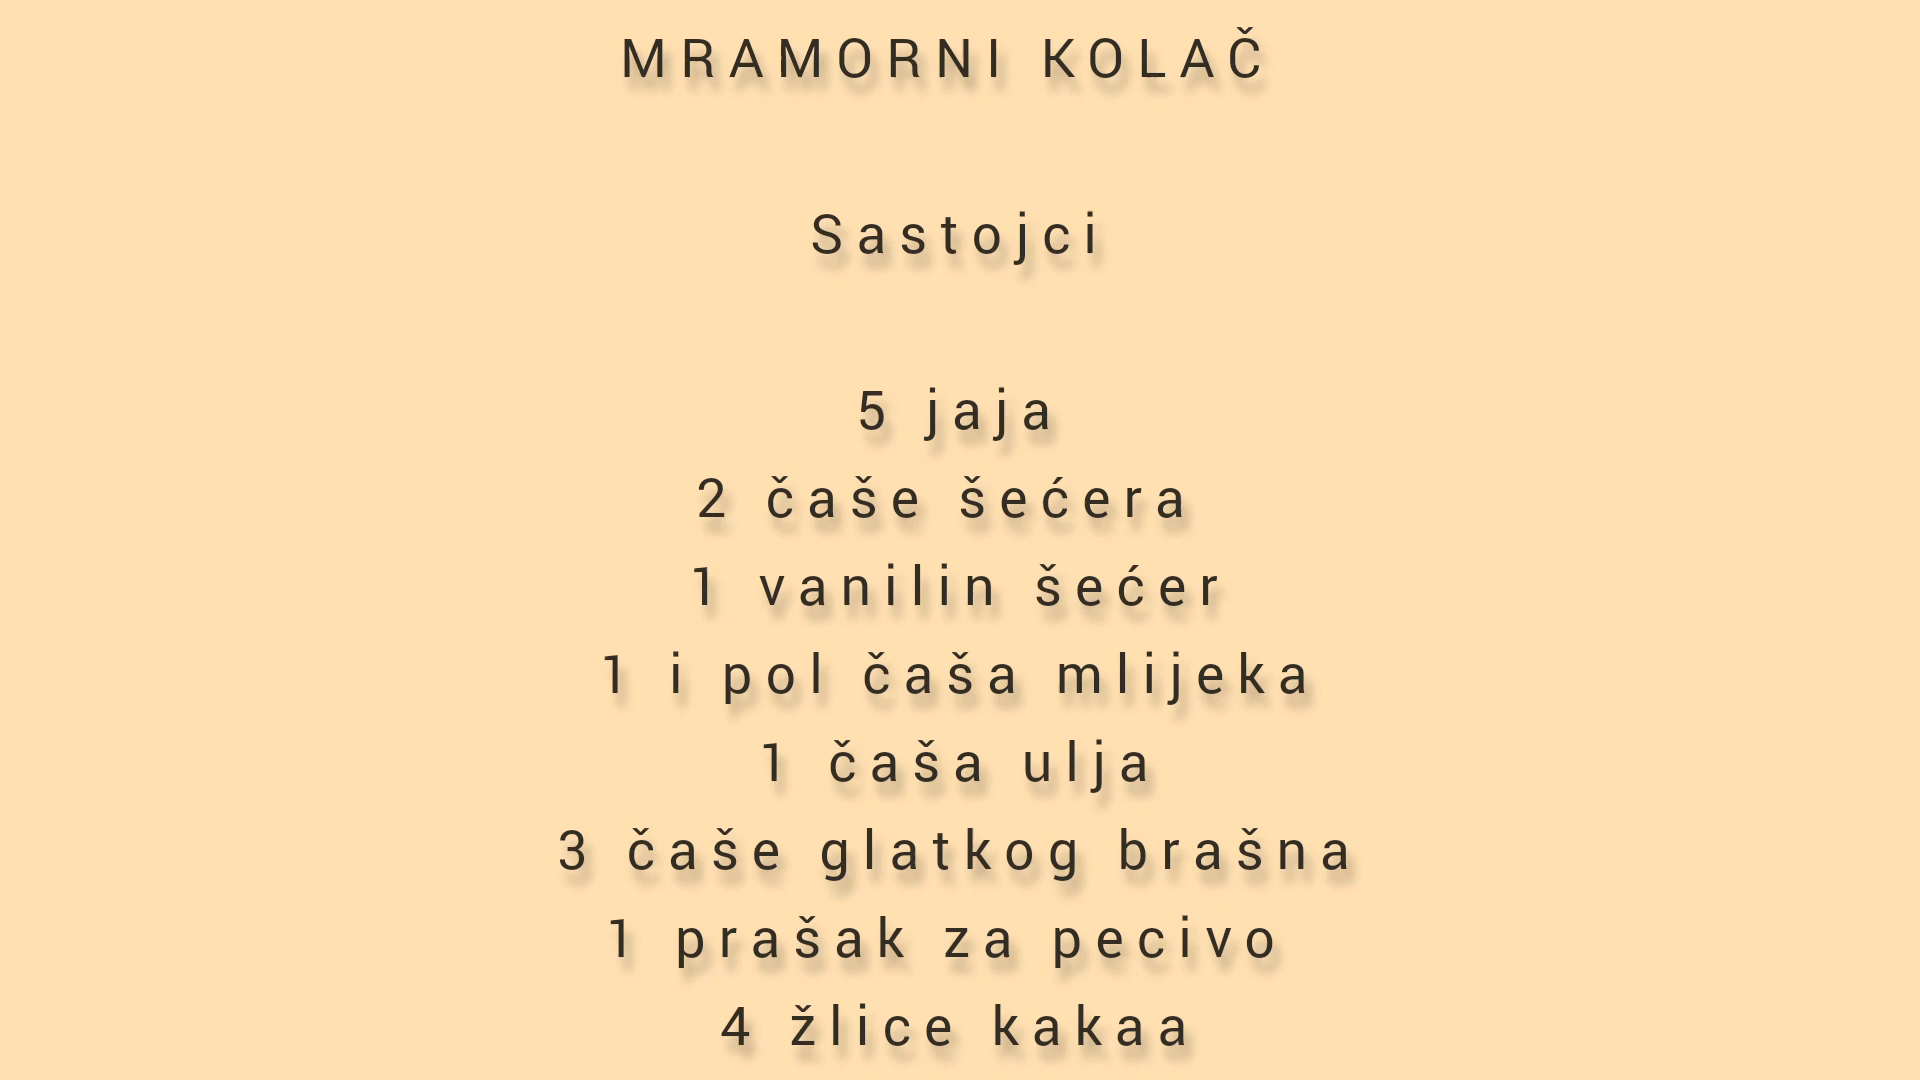 MRAMORNI KOLAČ
Sastojci
5 jaja
2 čaše šećera
1 vanilin šećer
1 i pol čaša mlijeka
1 čaša ulja
3 čaše glatkog brašna
1 prašak za pecivo
4 žlice kakaa